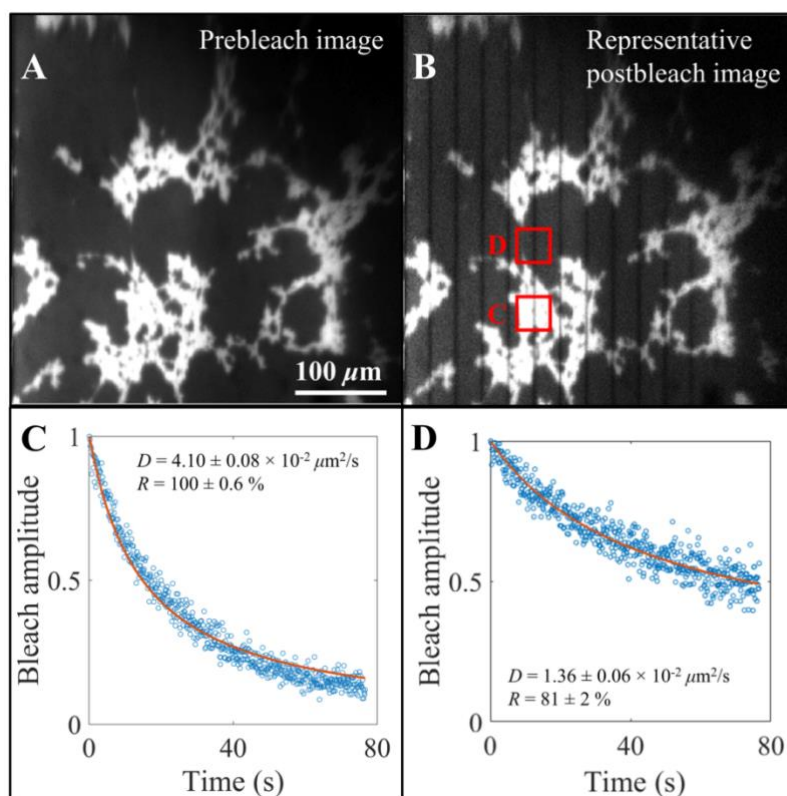 A
Prebleach image
100 μm
B
Representative
postbleach image
D
C
C
D = 4.10 ± 0.08 × 10⁻² μm²/s
R = 100 ± 0.6 %
1
0.5
0
Bleach amplitude
0
40
80
Time (s)
D
1
0.5
0
Bleach amplitude
D = 1.36 ± 0.06 × 10⁻² μm²/s
R = 81 ± 2 %
0
40
80
Time (s)